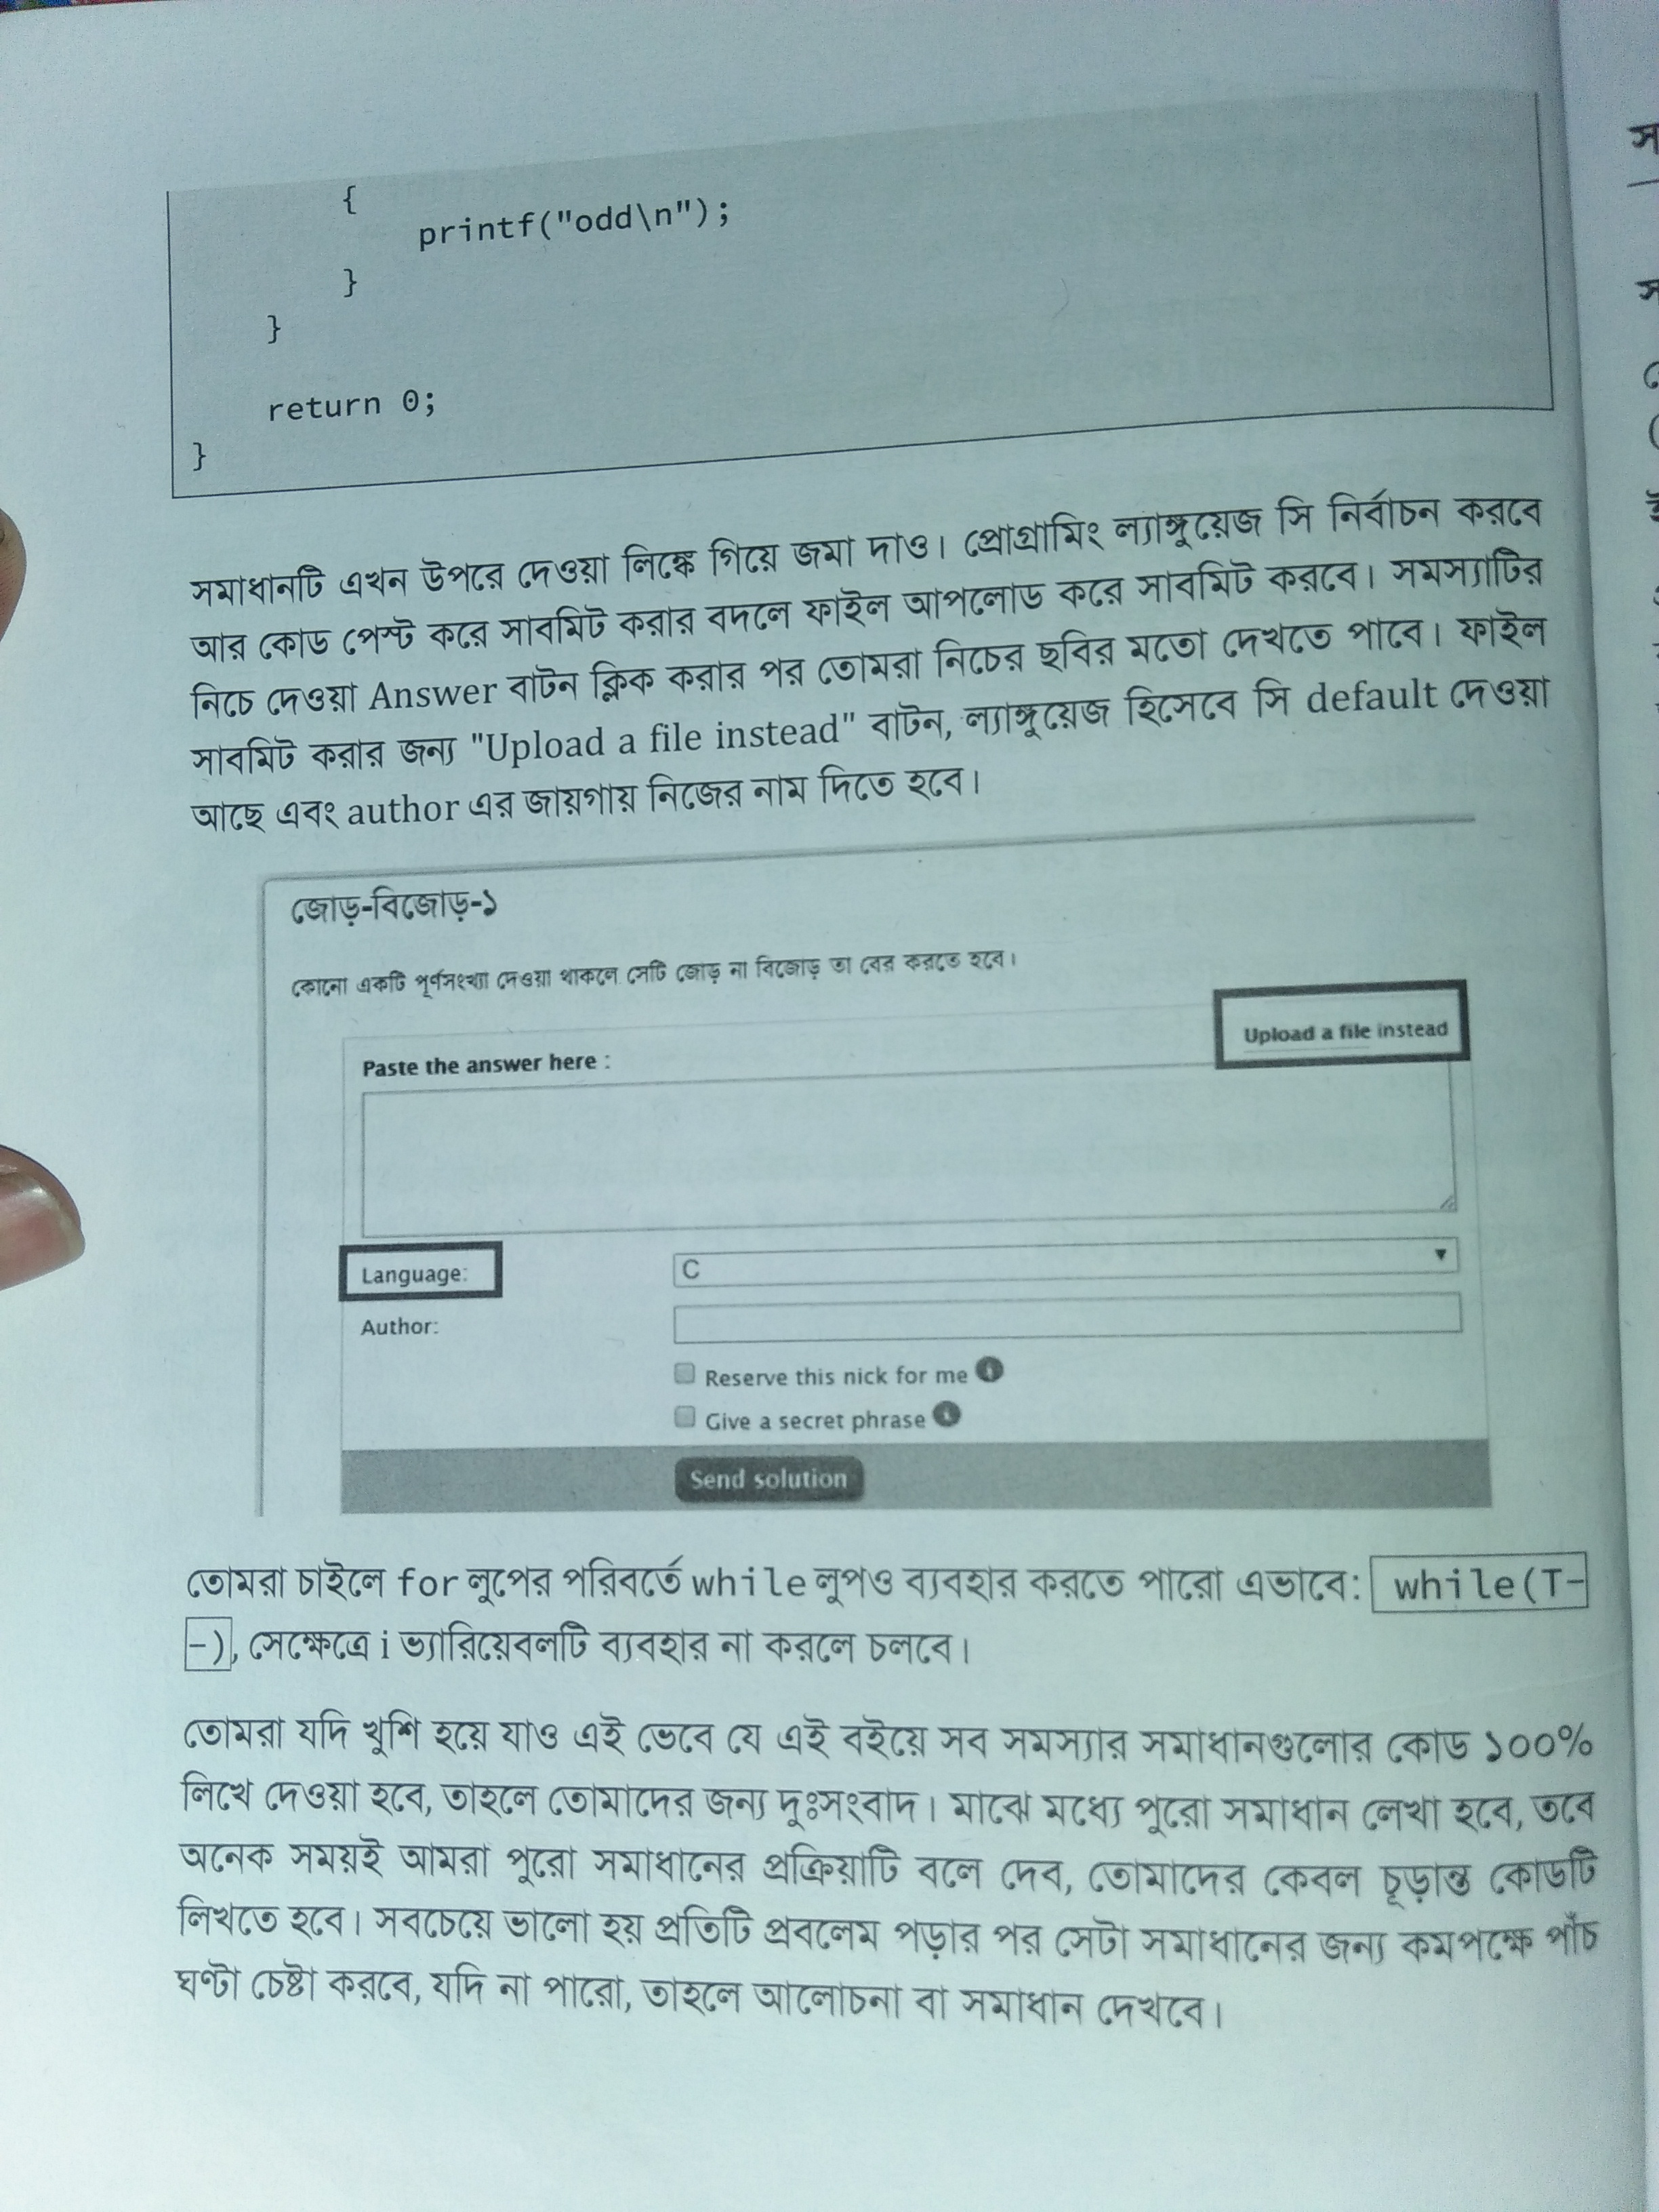 {
printf("odd\n");
}
}
return 0;
}
সমাধানটি এখন উপরে দেওয়া লিঙ্কে গিয়ে জমা দাও। প্রোগ্রামিং ল্যাঙ্গুয়েজ সি নির্বাচন করবে
আর কোড পেস্ট করে সাবমিট করার বদলে ফাইল আপলোড করে সাবমিট করবে। সমস্যাটির
নিচে দেওয়া Answer বাটন ক্লিক করার পর তোমরা নিচের ছবির মতো দেখতে পাবে। ফাইল
সাবমিট করার জন্য "Upload a file instead" বাটন, ল্যাঙ্গুয়েজ হিসেবে সি default দেওয়া
আছে এবং author এর জায়গায় নিজের নাম দিতে হবে।
জোড়-বিজোড়-১
কোনো একটি পূর্ণসংখ্যা দেওয়া থাকলে সেটি জোড় না বিজোড় তা বের করতে হবে।
Upload a file instead
Paste the answer here :
Language: C
Author:
Reserve this nick for me
Give a secret phrase
Send solution
তোমরা চাইলে for লুপের পরিবর্তে while লুপও ব্যবহার করতে পারো এভাবে: while(T-
-), সেক্ষেত্রে i ভ্যারিয়েবলটি ব্যবহার না করলে চলবে।
তোমরা যদি খুশি হয়ে যাও এই ভেবে যে এই বইয়ে সব সমস্যার সমাধানগুলোর কোড ১০০%
লিখে দেওয়া হবে, তাহলে তোমাদের জন্য দুঃসংবাদ। মাঝে মধ্যে পুরো সমাধান লেখা হবে, তবে
অনেক সময়ই আমরা পুরো সমাধানের প্রক্রিয়াটি বলে দেব, তোমাদের কেবল চূড়ান্ত কোডটি
লিখতে হবে। সবচেয়ে ভালো হয় প্রতিটি প্রবলেম পড়ার পর সেটা সমাধানের জন্য কমপক্ষে পাঁচ
ঘণ্টা চেষ্টা করবে, যদি না পারো, তাহলে আলোচনা বা সমাধান দেখবে।